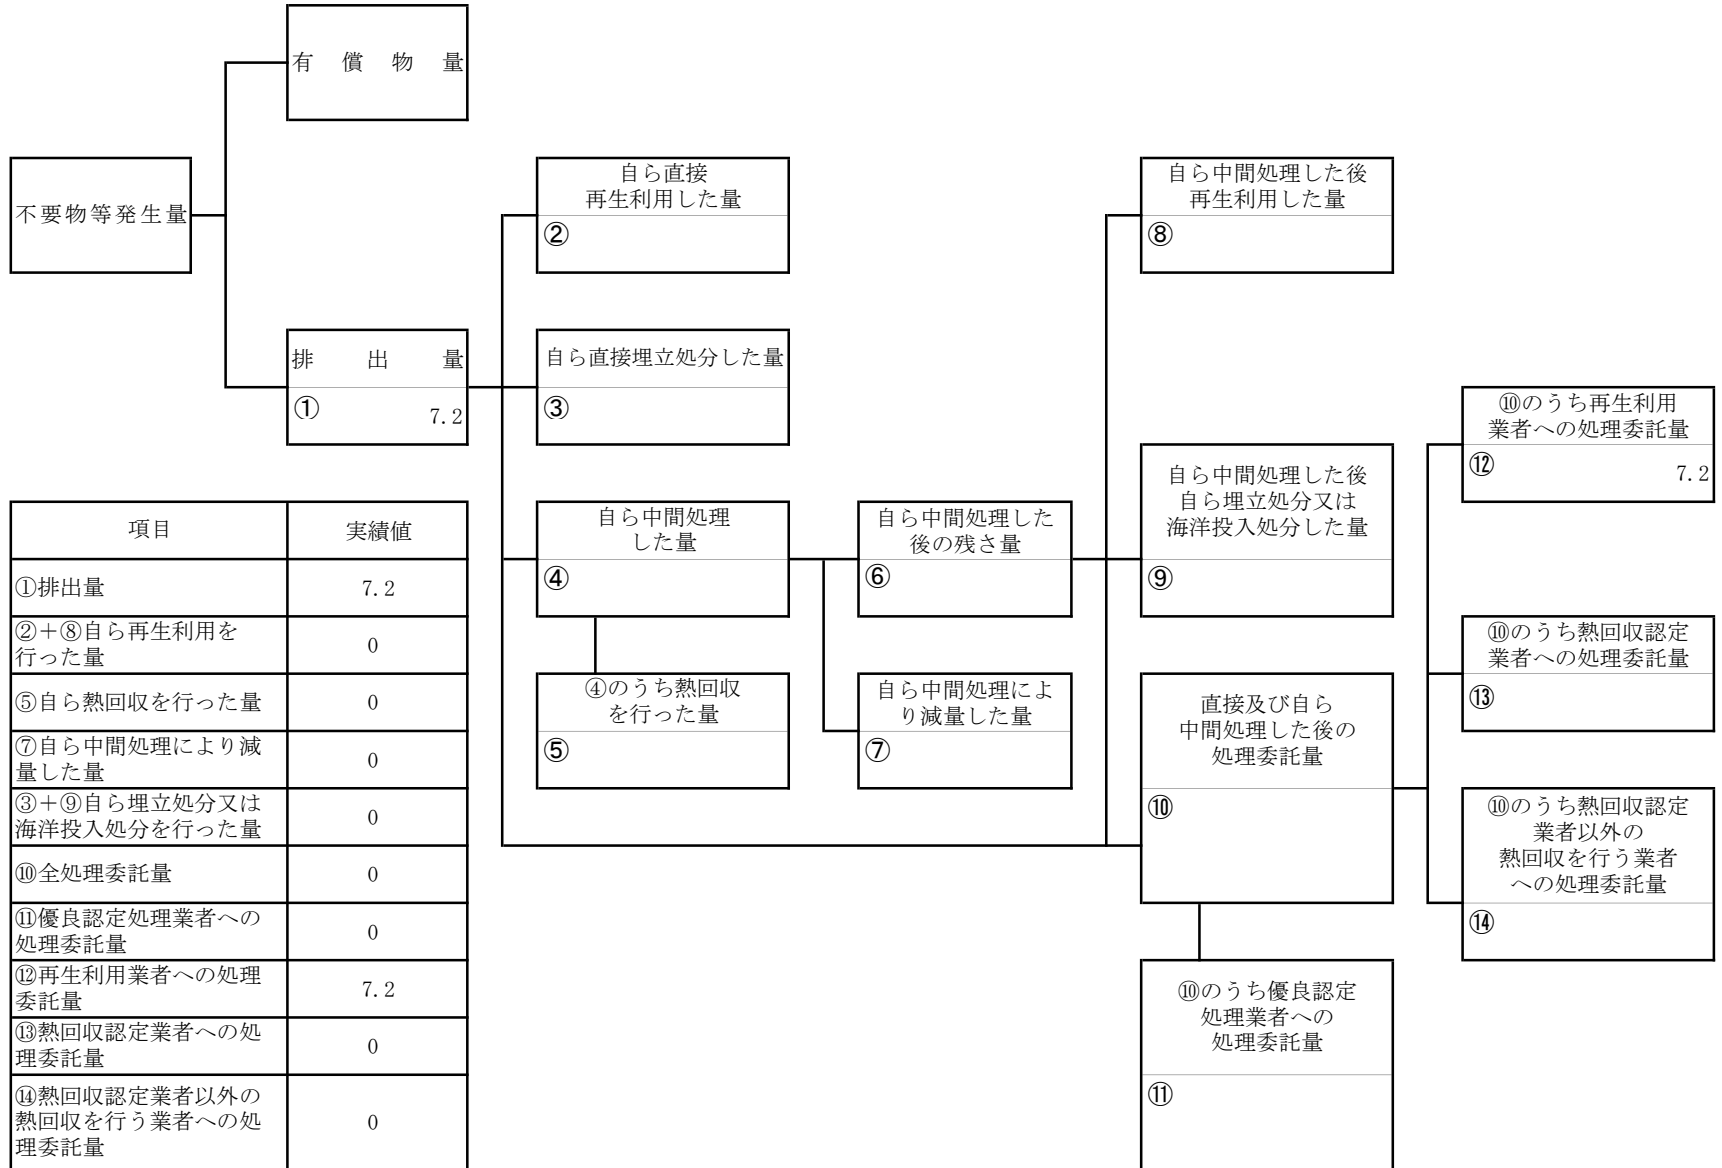 有償物量
不要物等発生量
排出量
①
7.2
自ら直接
再生利用した量
②
自ら直接埋立処分した量
③
自ら中間処理
した量
④
④のうち熱回収
を行った量
⑤
自ら中間処理した
後の残さ量
⑥
自ら中間処理によ
り減量した量
⑦
自ら中間処理した後
再生利用した量
⑧
自ら中間処理した後
自ら埋立処分又は
海洋投入処分した量
⑨
直接及び自ら
中間処理した後の
処理委託量
⑩
⑩のうち優良認定
処理業者への
処理委託量
⑪
⑩のうち再生利用
業者への処理委託量
⑫
7.2
⑩のうち熱回収認定
業者への処理委託量
⑬
⑩のうち熱回収認定
業者以外の
熱回収を行う業者
への処理委託量
⑭
項目 実績値
①排出量 7.2
②＋⑧自ら再生利用を
行った量 0
⑤自ら熱回収を行った量 0
⑦自ら中間処理により減
量した量 0
③＋⑨自ら埋立処分又は
海洋投入処分を行った量 0
⑩全処理委託量 0
⑪優良認定処理業者への
処理委託量 0
⑫再生利用業者への処理
委託量 7.2
⑬熱回収認定業者への処
理委託量 0
⑭熱回収認定業者以外の
熱回収を行う業者への処
理委託量 0